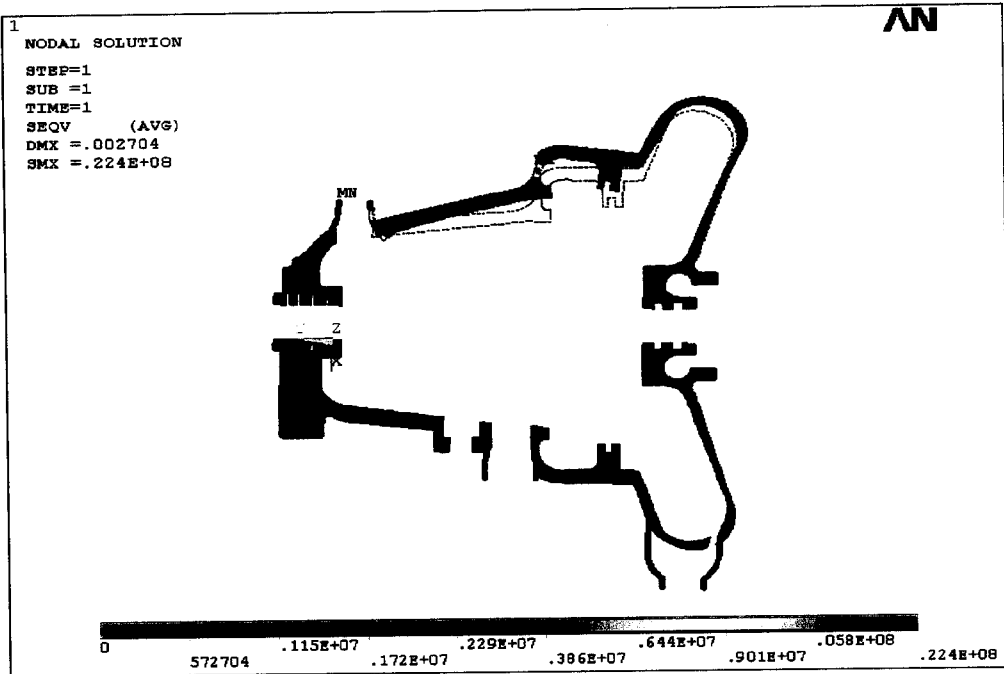 1
AN
NODAL SOLUTION
STEP=1
SUB =1
TIME=1
SEQV (AVG)
DMX =.002704
SMX =.224E+08
MN
Z
X
0 .115E+07 .229E+07 .644E+07 .058E+08
572704 .172E+07 .386E+07 .901E+07 .224E+08